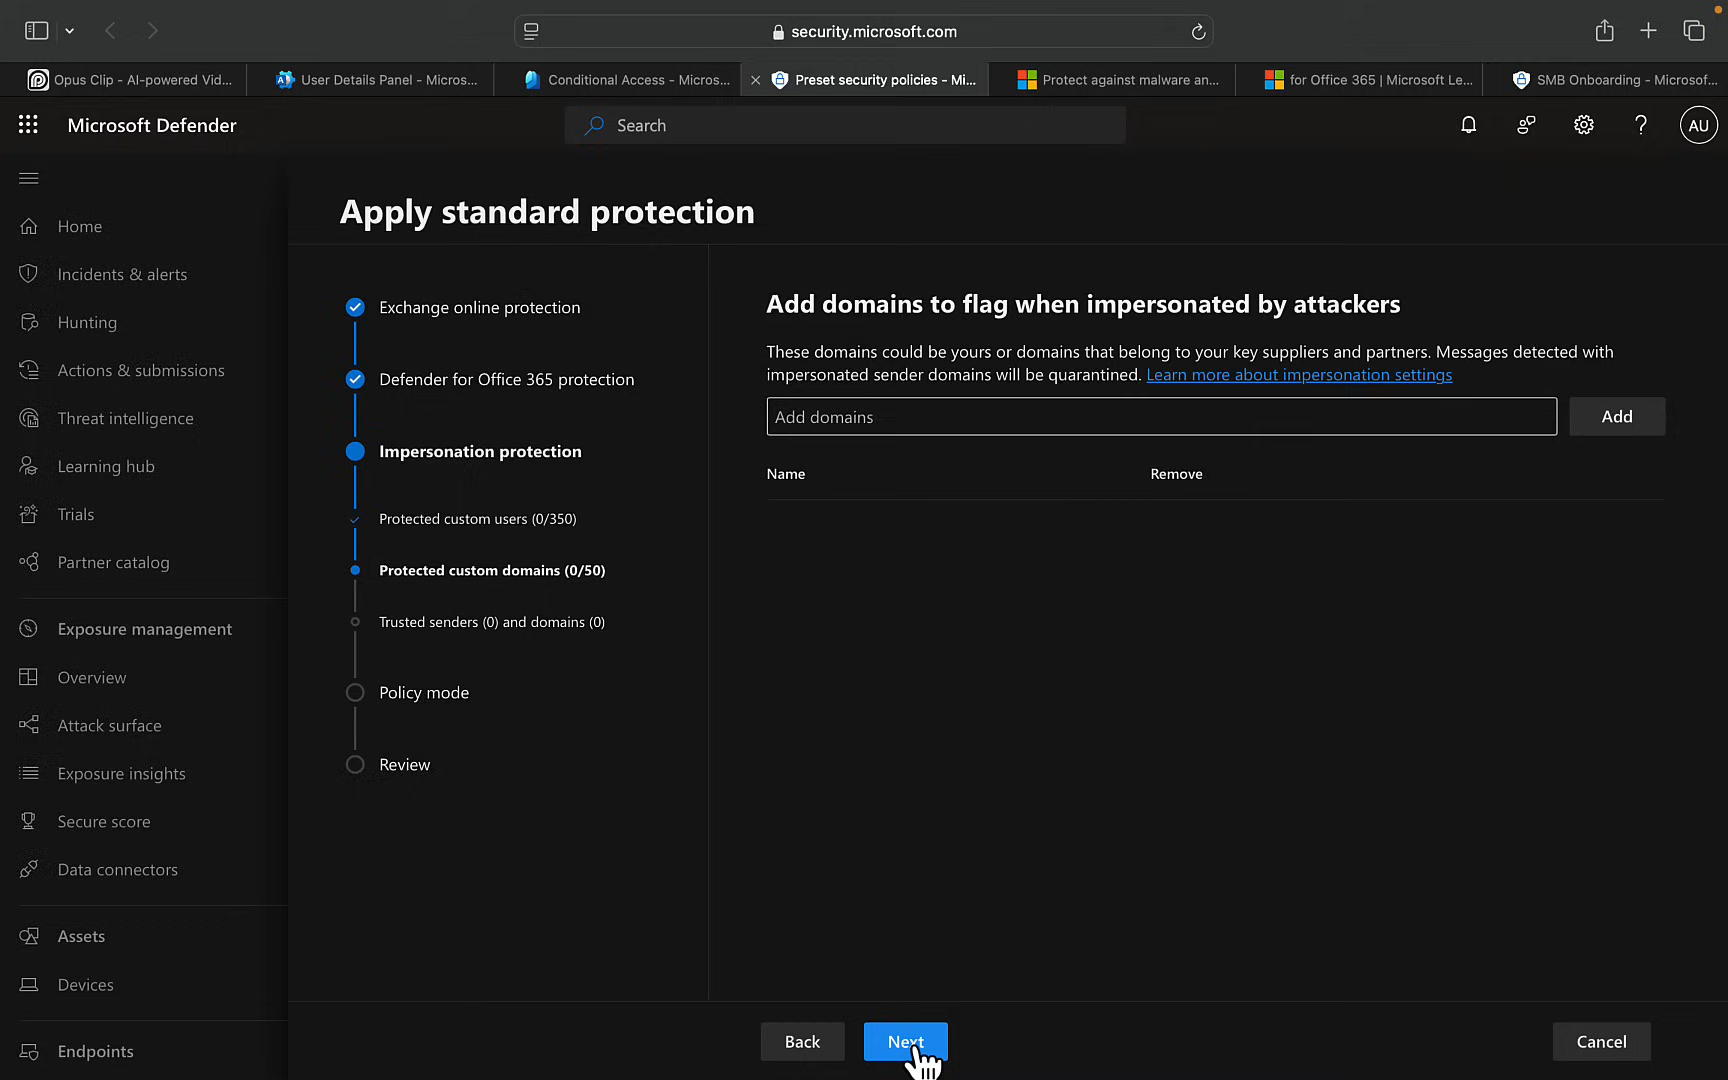 security.microsoft.com
Opus Clip - AI-powered Vid...
User Details Panel - Micros...
Conditional Access - Micros...
Preset security policies - Mi...
Protect against malware an...
for Office 365 | Microsoft Le...
SMB Onboarding - Microsof...
Microsoft Defender
Search
AU
Home
Incidents & alerts
Hunting
Actions & submissions
Threat intelligence
Learning hub
Trials
Partner catalog
Exposure management
Overview
Attack surface
Exposure insights
Secure score
Data connectors
Assets
Devices
Endpoints
Apply standard protection
Exchange online protection
Defender for Office 365 protection
Impersonation protection
Protected custom users (0/350)
Protected custom domains (0/50)
Trusted senders (0) and domains (0)
Policy mode
Review
Add domains to flag when impersonated by attackers
These domains could be yours or domains that belong to your key suppliers and partners. Messages detected with
impersonated sender domains will be quarantined. Learn more about impersonation settings
Add domains
Add
Name
Remove
Back
Next
Cancel